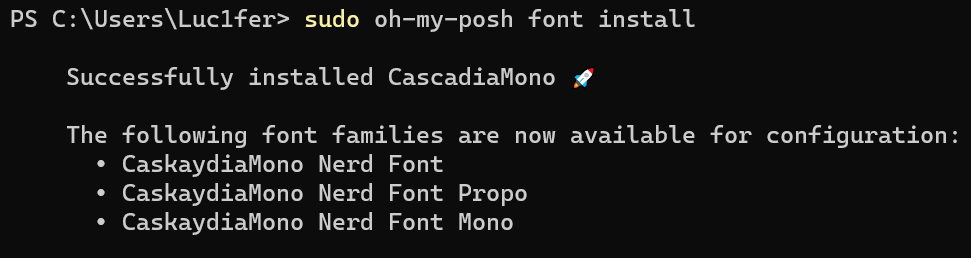 PS C:\Users\Luc1fer> sudo oh-my-posh font install
Successfully installed CascadiaMono 🚀
The following font families are now available for configuration:
• CaskaydiaMono Nerd Font
• CaskaydiaMono Nerd Font Propo
• CaskaydiaMono Nerd Font Mono